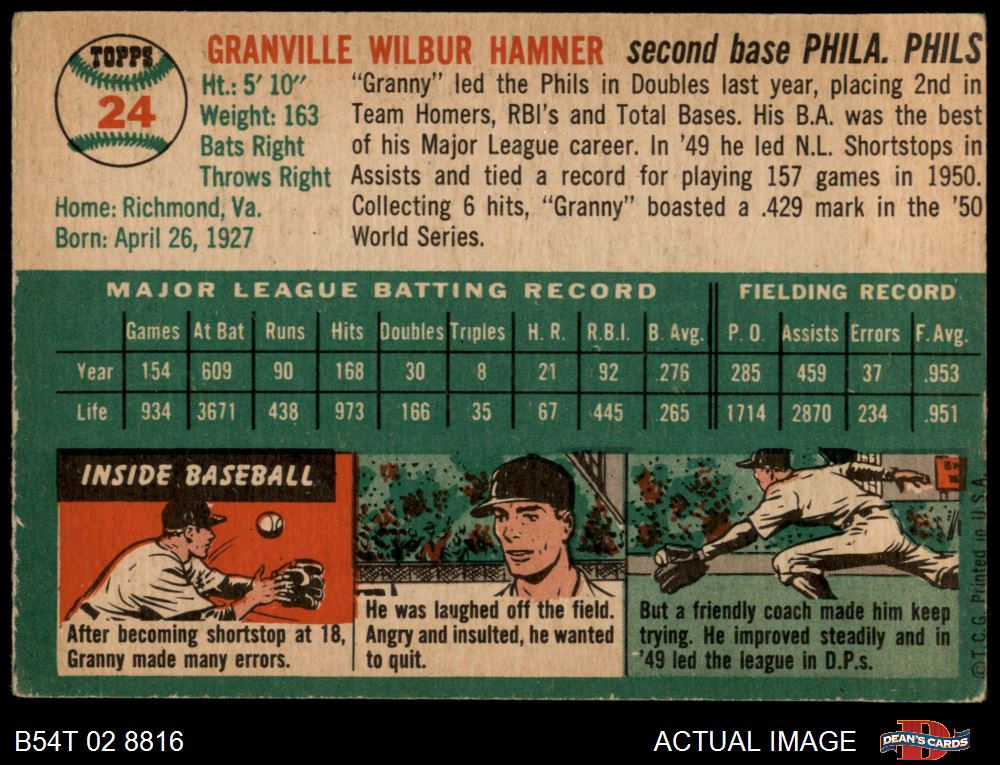 TOPPS
24
GRANVILLE WILBUR HAMNER second base PHILA. PHILS
Ht.: 5' 10"
Weight: 163
Bats Right
Throws Right
Home: Richmond, Va.
Born: April 26, 1927
"Granny" led the Phils in Doubles last year, placing 2nd in
Team Homers, RBI's and Total Bases. His B.A. was the best
of his Major League career. In '49 he led N.L. Shortstops in
Assists and tied a record for playing 157 games in 1950.
Collecting 6 hits, "Granny" boasted a .429 mark in the '50
World Series.
MAJOR LEAGUE BATTING RECORD FIELDING RECORD
Games At Bat Runs Hits Doubles Triples H. R. R.B.I. B. Avg. P. O. Assists Errors F. Avg.
Year 154 609 90 168 30 8 21 92 .276 285 459 37 .953
Life 934 3671 438 973 166 35 67 445 .265 1714 2870 234 .951
INSIDE BASEBALL
After becoming shortstop at 18,
Granny made many errors.
He was laughed off the field.
Angry and insulted, he wanted
to quit.
But a friendly coach made him keep
trying. He improved steadily and in
'49 led the league in D.P.s.
©T.C.G. Printed in U.S.A.
B54T 02 8816
ACTUAL IMAGE
DEAN'S CARDS